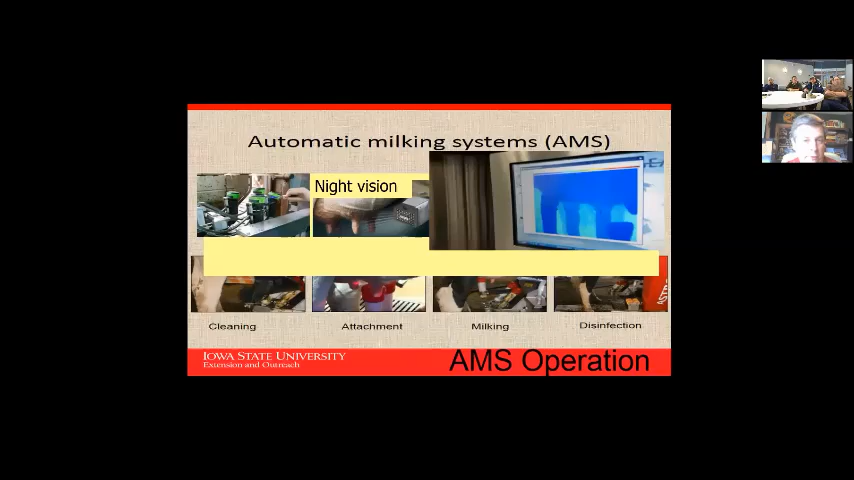 Automatic milking systems (AMS)
Night vision
Cleaning
Attachment
Milking
Disinfection
IOWA STATE UNIVERSITY
Extension and Outreach
AMS Operation